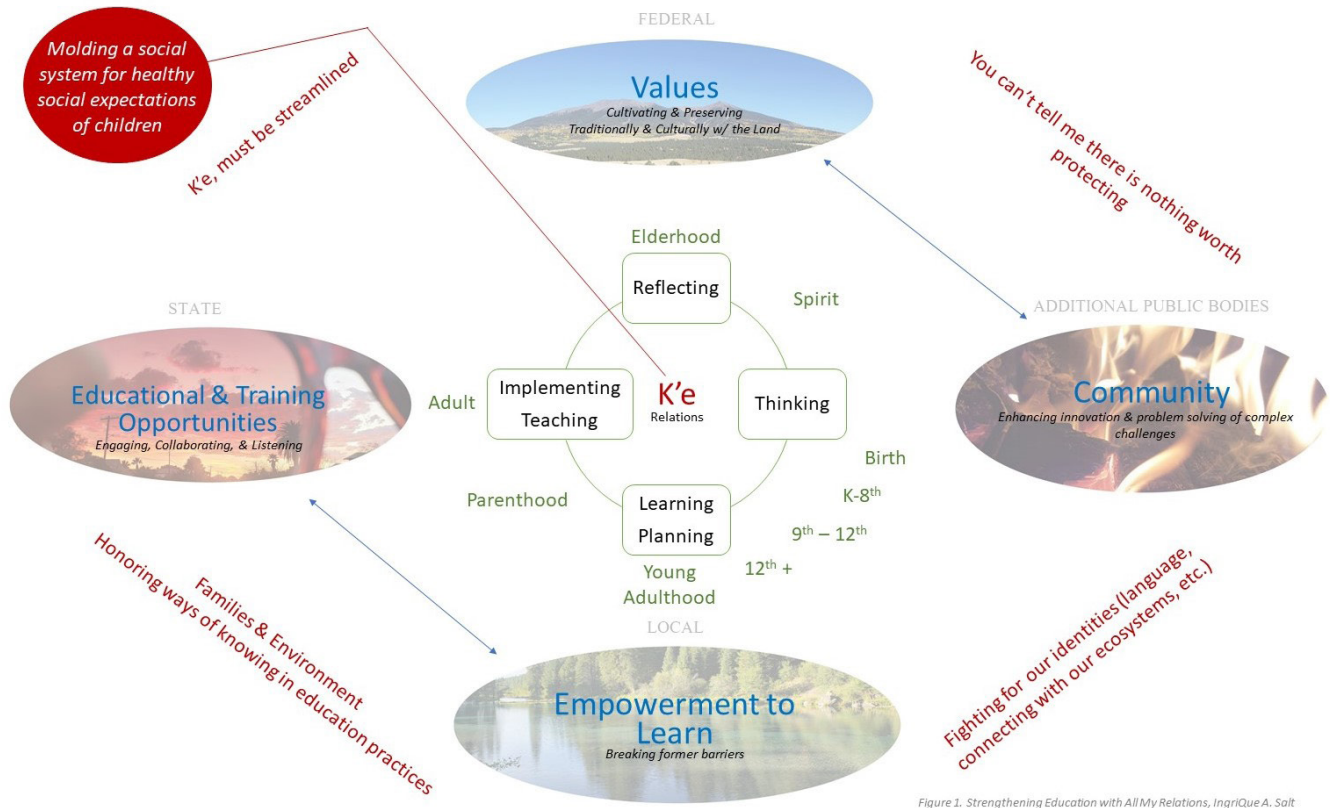 Molding a social
system for healthy
social expectations
of children
K'e, must be streamlined
FEDERAL
Values
Cultivating & Preserving
Traditionally & Culturally w/ the Land
You can't tell me there is nothing worth
protecting
Elderhood
Reflecting
Spirit
STATE
Educational & Training
Opportunities
Engaging, Collaborating, & Listening
Adult
Implementing
Teaching
K'e
Relations
Thinking
ADDITIONAL PUBLIC BODIES
Community
Enhancing innovation & problem solving of complex
challenges
Birth
K-8th
9th – 12th
12th +
Parenthood
Learning
Planning
Young
Adulthood
Families & Environment
Honoring ways of knowing in education practices
LOCAL
Empowerment to
Learn
Breaking former barriers
Fighting for our identities (language,
connecting with our ecosystems, etc.)
Figure 1. Strengthening Education with All My Relations, IngriQue A. Salt